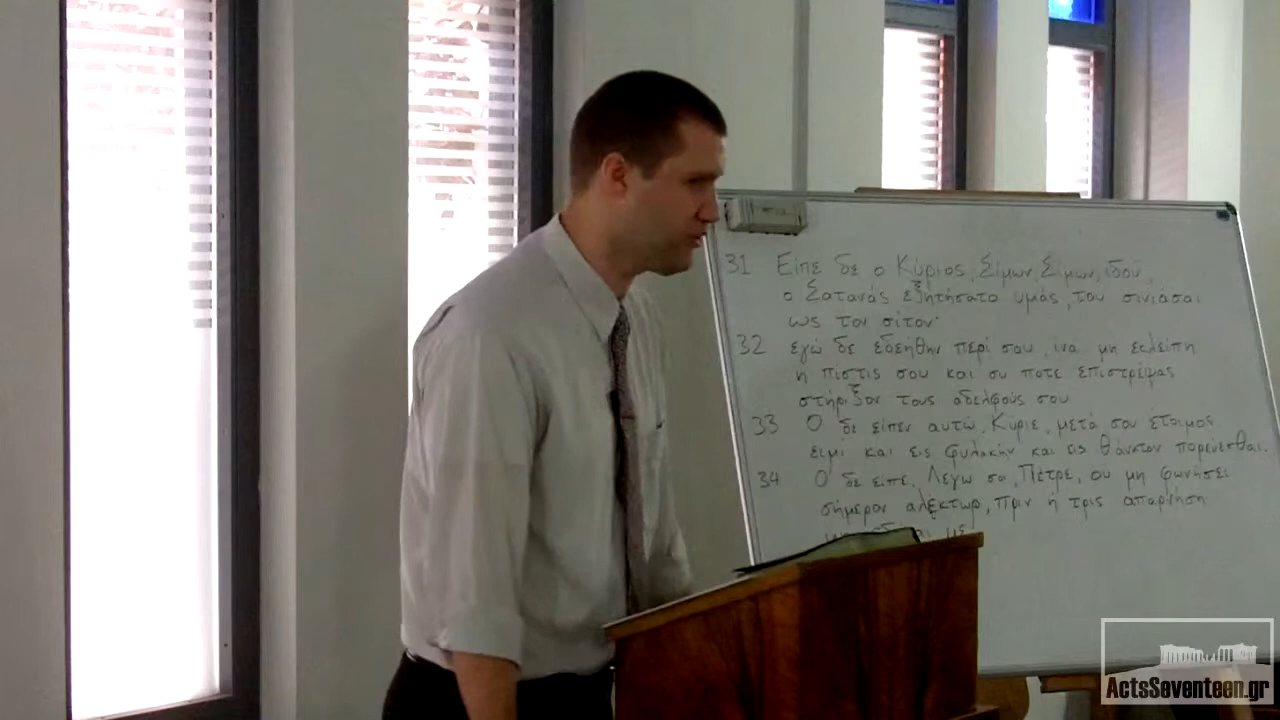 31 Είπε δε ο Κύριος, Σίμων, Σίμων, ιδού,
ο Σατανάς εξητήσατο υμάς, του σινιάσαι
ως τον σίτον·
32 εγώ δε εδεήθην περί σου, ίνα μη εκλείπη
η πίστις σου και συ ποτε επιστρέψας
στήριξον τους αδελφούς σου
33 Ο δε είπεν αυτώ, Κύριε, μετά σου έτοιμος
ειμί και εις φυλακήν και εις θάνατον πορεύεσθαι.
34 Ο δε είπε, Λέγω σοι, Πέτρε, ού μη φωνήσει
σήμερον αλέκτωρ, πριν ή τρις απαρνήση
με
ActsSeventeen.gr